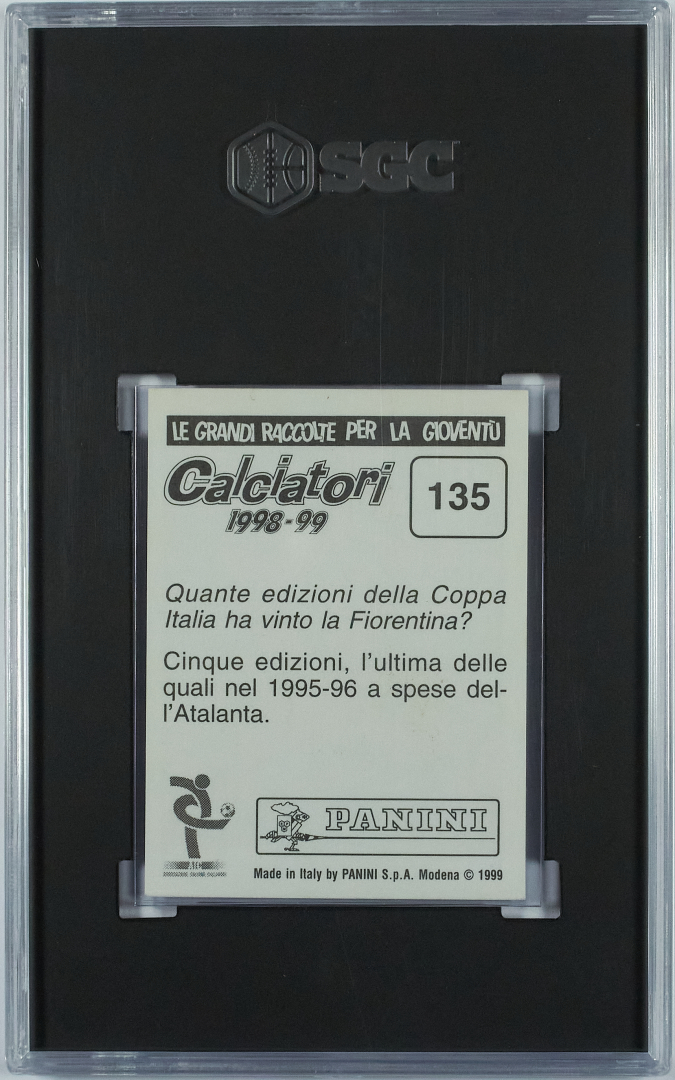 SGC
LE GRANDI RACCOLTE PER LA GIOVENTÙ
Calciatori
1998-99
135
Quante edizioni della Coppa
Italia ha vinto la Fiorentina?
Cinque edizioni, l'ultima delle
quali nel 1995-96 a spese del-
l'Atalanta.
PANINI
Made in Italy by PANINI S.p.A. Modena © 1999